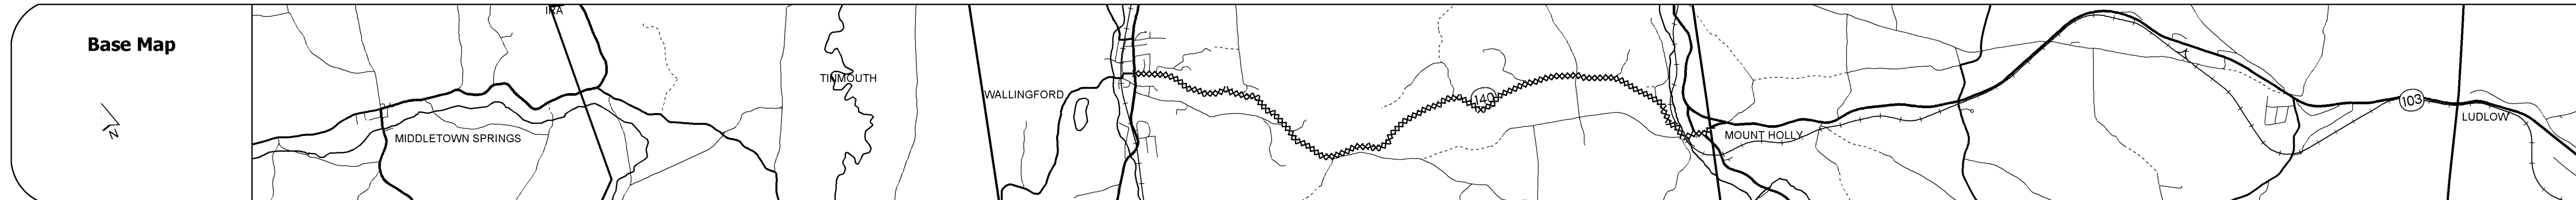 IRA
Base Map
TINMOUTH
WALLINGFORD
140
103
LUDLOW
MOUNT HOLLY
MIDDLETOWN SPRINGS
N